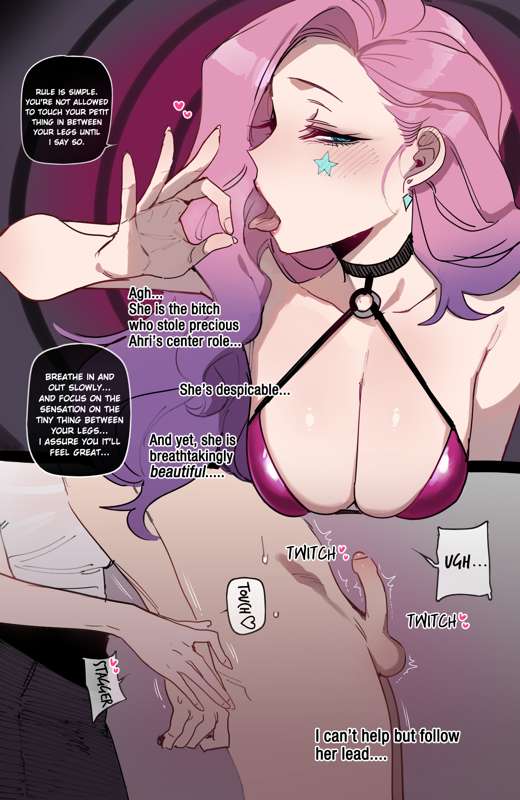 RULE IS SIMPLE.
YOU'RE NOT ALLOWED
TO TOUCH YOUR PETIT
THING IN BETWEEN
YOUR LEGS UNTIL
I SAY SO.
Agh...
She is the bitch
who stole precious
Ahri's center role...
She's despicable...
BREATHE IN AND
OUT SLOWLY...
AND FOCUS ON THE
SENSATION ON THE
TINY THING BETWEEN
YOUR LEGS...
I ASSURE YOU IT'LL
FEEL GREAT...
And yet, she is
breathtakingly
beautiful.....
TWITCH
UGH...
TOUCH♡
TWITCH
STAGGER
I can't help but follow
her lead....